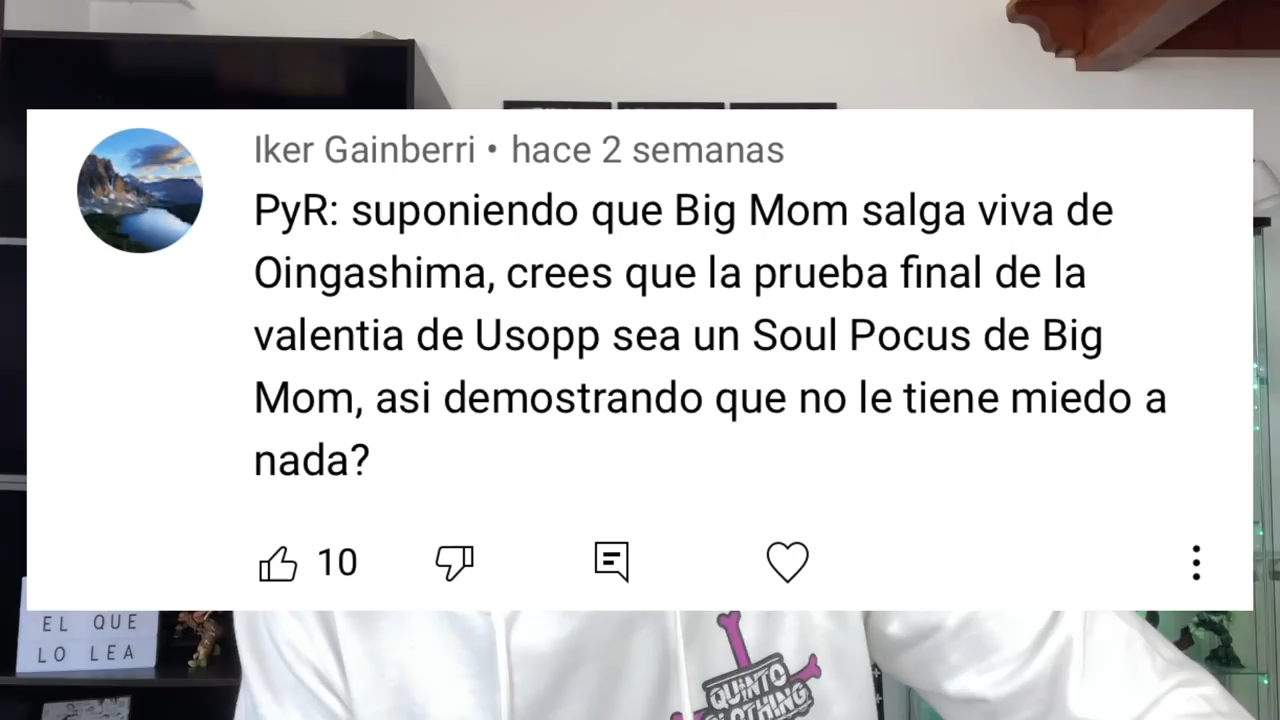 Iker Gainberri • hace 2 semanas
PyR: suponiendo que Big Mom salga viva de
Oingashima, crees que la prueba final de la
valentia de Usopp sea un Soul Pocus de Big
Mom, asi demostrando que no le tiene miedo a
nada?
10
EL QUE
LO LEA
QUINTO
CLOTHING